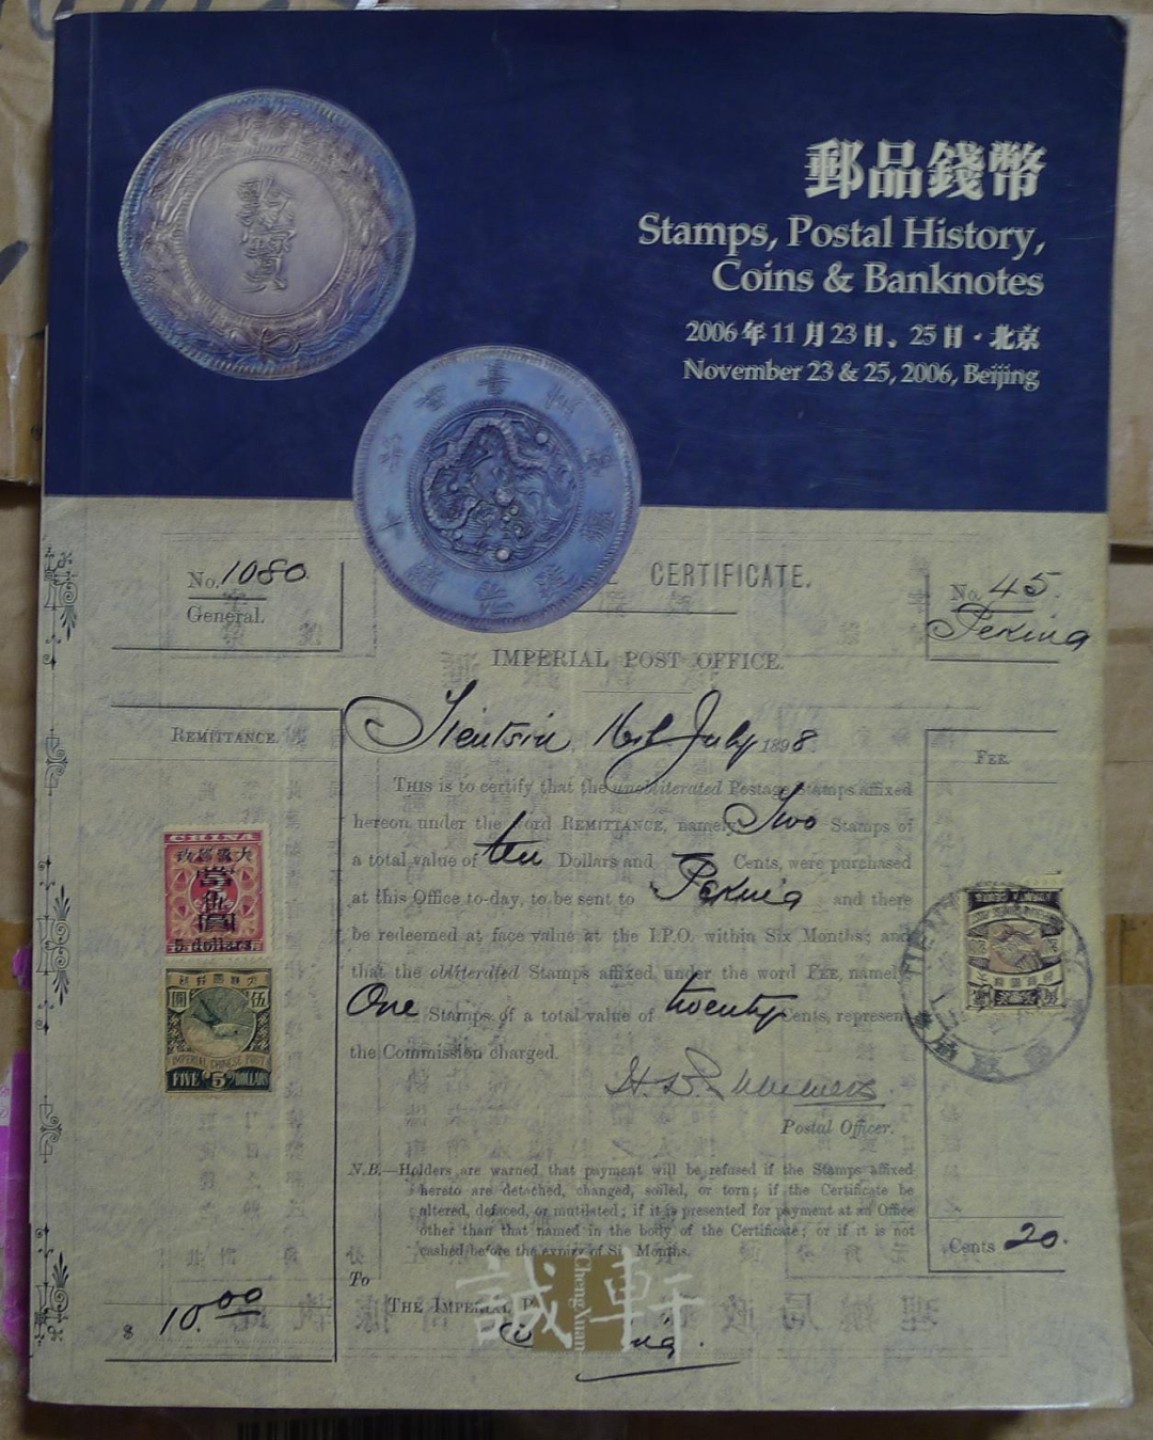 郵品錢幣
Stamps, Postal History,
Coins & Banknotes
2006年11月23日、25日·北京
November 23 & 25, 2006, Beijing
No. 1080.
General.
CERTIFICATE.
No. 45.
Peking
IMPERIAL POST OFFICE.
REMITTANCE.
Tientsin 16th July 1898
FEE.
THIS is to certify that the unobliterated Postage Stamps affixed
hereon under the word REMITTANCE, namely Two Stamps of
a total value of ten Dollars and — Cents, were purchased
at this Office to-day, to be sent to Peking and there
be redeemed at face value at the I.P.O. within Six Months; and
that the obliterated Stamps affixed under the word FEE, namely
One Stamps of a total value of twenty Cents, represent
the Commission charged.
CHINA
5 dollars.
伍
圓
IMPERIAL CHINESE POST
FIVE 5 DOLLARS
Postal Officer.
N.B.—Holders are warned that payment will be refused if the Stamps affixed
hereto are detached, changed, soiled, or torn; if the Certificate be
altered, defaced, or mutilated; if it is presented for payment at an Office
other than that named in the body of the Certificate; or if it is not
cashed before the expiry of Six Months.
Cents 20.
To
THE IMPERIAL P
$ 10.00
誠軒
ChengXuan